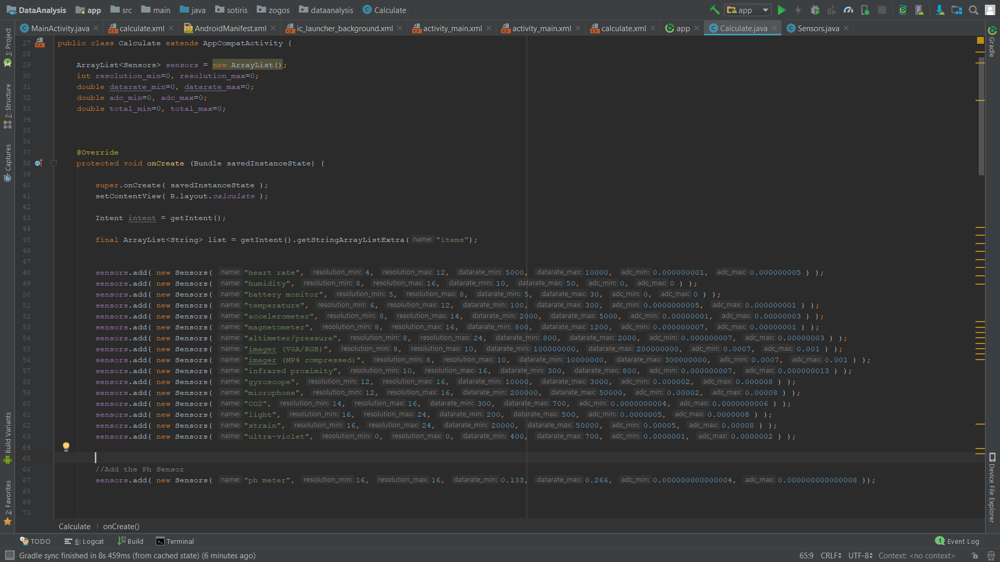 DataAnalysis app src main java sotiris zogos dataanalysis Calculate app
MainActivity.java calculate.xml AndroidManifest.xml ic_launcher_background.xml activity_main.xml activity_main.xml calculate.xml app Calculate.java Sensors.java
1: Project
7: Structure
Captures
Build Variants
2: Favorites
Gradle
Device File Explorer
27 public class Calculate extends AppCompatActivity {
28
29 ArrayList<Sensors> sensors = new ArrayList();
30 int resolution_min=0, resolution_max=0;
31 double datarate_min=0, datarate_max=0;
32 double adc_min=0, adc_max=0;
33 double total_min=0, total_max=0;
34
35
36
37 @Override
38 protected void onCreate (Bundle savedInstanceState) {
39
40 super.onCreate( savedInstanceState );
41 setContentView( R.layout.calculate );
42
43 Intent intent = getIntent();
44
45 final ArrayList<String> list = getIntent().getStringArrayListExtra( name: "items");
46
47
48 sensors.add( new Sensors( name: "heart rate", resolution_min: 4, resolution_max: 12, datarate_min: 5000, datarate_max: 10000, adc_min: 0.000000001, adc_max: 0.000000005 ) );
49 sensors.add( new Sensors( name: "humidity", resolution_min: 8, resolution_max: 16, datarate_min: 10, datarate_max: 50, adc_min: 0, adc_max: 0 ) );
50 sensors.add( new Sensors( name: "battery monitor", resolution_min: 5, resolution_max: 8, datarate_min: 5, datarate_max: 30, adc_min: 0, adc_max: 0 ) );
51 sensors.add( new Sensors( name: "temperature", resolution_min: 6, resolution_max: 12, datarate_min: 100, datarate_max: 300, adc_min: 0.0000000005, adc_max: 0.000000001 ) );
52 sensors.add( new Sensors( name: "accelerometer", resolution_min: 8, resolution_max: 14, datarate_min: 2000, datarate_max: 5000, adc_min: 0.00000001, adc_max: 0.00000003 ) );
53 sensors.add( new Sensors( name: "magnetometer", resolution_min: 8, resolution_max: 16, datarate_min: 800, datarate_max: 1200, adc_min: 0.000000007, adc_max: 0.00000001 ) );
54 sensors.add( new Sensors( name: "altimeter/pressure", resolution_min: 8, resolution_max: 24, datarate_min: 800, datarate_max: 2000, adc_min: 0.000000007, adc_max: 0.00000003 ) );
55 sensors.add( new Sensors( name: "imager (VGA/RGB)", resolution_min: 8, resolution_max: 10, datarate_min: 100000000, datarate_max: 200000000, adc_min: 0.0007, adc_max: 0.001 ) );
56 sensors.add( new Sensors( name: "imager (MP4 compressed)", resolution_min: 8, resolution_max: 10, datarate_min: 10000000, datarate_max: 300000000, adc_min: 0.0007, adc_max: 0.001 ) );
57 sensors.add( new Sensors( name: "infrared proximity", resolution_min: 10, resolution_max: 16, datarate_min: 300, datarate_max: 800, adc_min: 0.000000007, adc_max: 0.000000013 ) );
58 sensors.add( new Sensors( name: "gyroscope", resolution_min: 12, resolution_max: 16, datarate_min: 10000, datarate_max: 3000, adc_min: 0.000002, adc_max: 0.000008 ) );
59 sensors.add( new Sensors( name: "microphone", resolution_min: 12, resolution_max: 16, datarate_min: 200000, datarate_max: 50000, adc_min: 0.00002, adc_max: 0.00008 ) );
60 sensors.add( new Sensors( name: "CO2", resolution_min: 14, resolution_max: 16, datarate_min: 300, datarate_max: 700, adc_min: 0.0000000004, adc_max: 0.0000000006 ) );
61 sensors.add( new Sensors( name: "light", resolution_min: 16, resolution_max: 24, datarate_min: 200, datarate_max: 500, adc_min: 0.0000005, adc_max: 0.0000008 ) );
62 sensors.add( new Sensors( name: "strain", resolution_min: 16, resolution_max: 24, datarate_min: 20000, datarate_max: 50000, adc_min: 0.00005, adc_max: 0.00008 ) );
63 sensors.add( new Sensors( name: "ultra-violet", resolution_min: 0, resolution_max: 0, datarate_min: 400, datarate_max: 700, adc_min: 0.0000001, adc_max: 0.0000002 ) );
64
65
66 //Add the Ph Sensor
67 sensors.add( new Sensors( name: "ph meter", resolution_min: 16, resolution_max: 16, datarate_min: 0.133, datarate_max: 0.266, adc_min: 0.000000000000004, adc_max: 0.000000000000008 ));
68
69
70
Calculate onCreate()
TODO 6: Logcat Build Terminal 1 Event Log
Gradle sync finished in 8s 459ms (from cached state) (6 minutes ago) 65:9 CRLF UTF-8 Context: <no context>